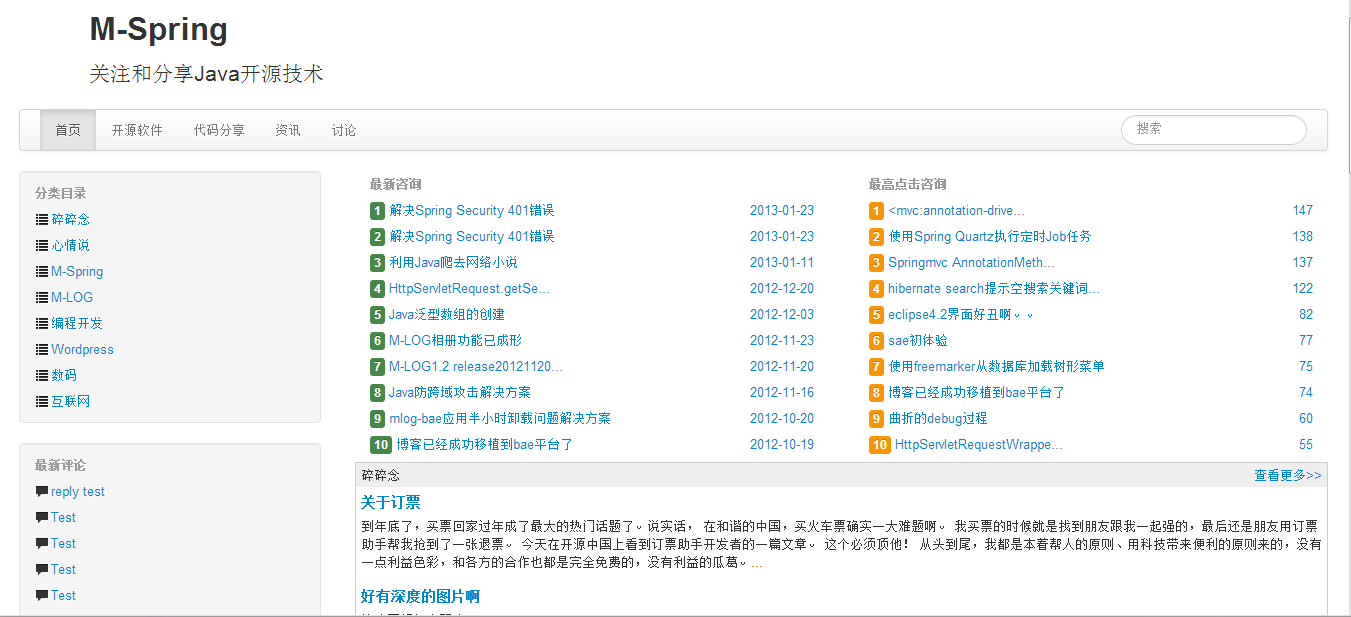 M-Spring
关注和分享Java开源技术
首页 开源软件 代码分享 资讯 讨论 搜索
分类目录
碎碎念
心情说
M-Spring
M-LOG
编程开发
Wordpress
数码
互联网
最新评论
reply test
Test
Test
Test
Test
最新咨询
1 解决Spring Security 401错误 2013-01-23
2 解决Spring Security 401错误 2013-01-23
3 利用Java爬去网络小说 2013-01-11
4 HttpServletRequest.getSe... 2012-12-20
5 Java泛型数组的创建 2012-12-03
6 M-LOG相册功能已成形 2012-11-23
7 M-LOG1.2 release20121120... 2012-11-20
8 Java防跨域攻击解决方案 2012-11-16
9 mlog-bae应用半小时卸载问题解决方案 2012-10-20
10 博客已经成功移植到bae平台了 2012-10-19
最高点击咨询
1 <mvc:annotation-drive... 147
2 使用Spring Quartz执行定时Job任务 138
3 Springmvc AnnotationMeth... 137
4 hibernate search提示空搜索关键词... 122
5 eclipse4.2界面好丑啊。。 82
6 sae初体验 77
7 使用freemarker从数据库加载树形菜单 75
8 博客已经成功移植到bae平台了 74
9 曲折的debug过程 60
10 HttpServletRequestWrappe... 55
碎碎念 查看更多>>
关于订票
到年底了，买票回家过年成了最大的热门话题了。说实话， 在和谐的中国，买火车票确实一大难题啊。 我买票的时候就是找到朋友跟我一起强的，最后还是朋友用订票
助手帮我抢到了一张退票。 今天在开源中国上看到订票助手开发者的一篇文章。 这个必须顶他！ 从头到尾，我都是本着帮人的原则、用科技带来便利的原则来的，没有
一点利益色彩，和各方的合作也都是完全免费的，没有利益的瓜葛。...
好有深度的图片啊